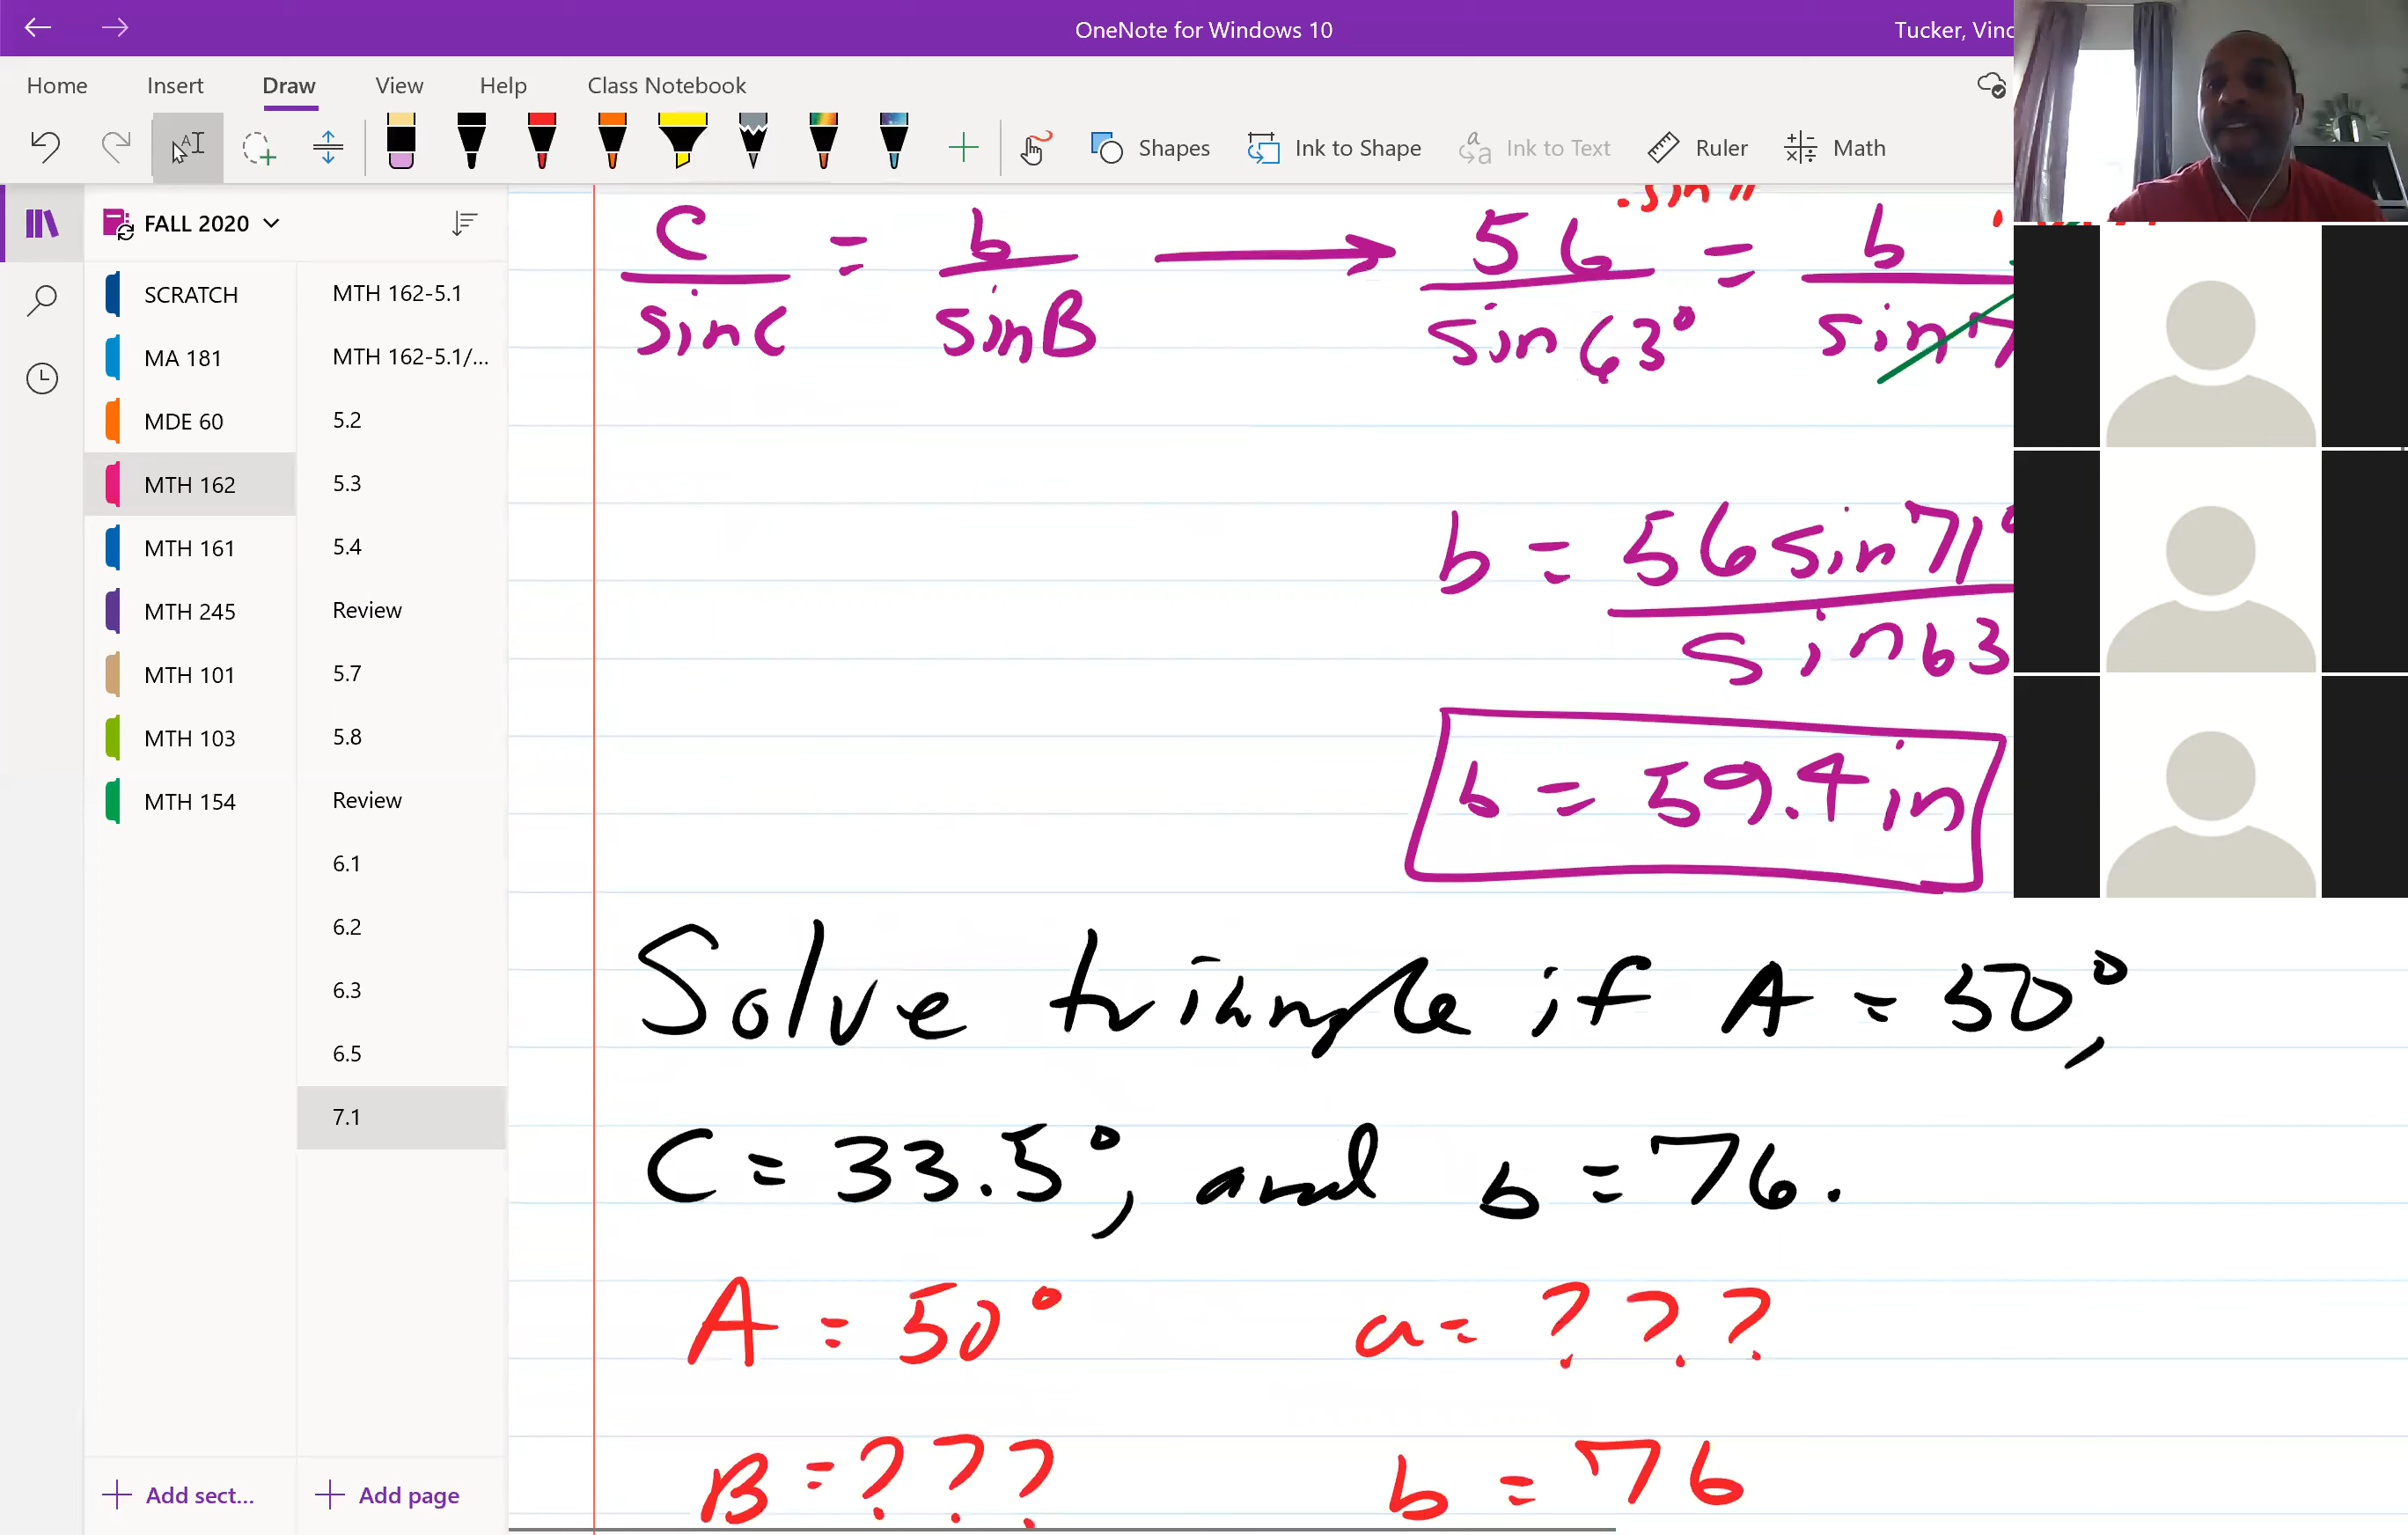 OneNote for Windows 10
Tucker, Vinc
Home Insert Draw View Help Class Notebook
Shapes Ink to Shape Ink to Text Ruler Math
FALL 2020
SCRATCH
MA 181
MDE 60
MTH 162
MTH 161
MTH 245
MTH 101
MTH 103
MTH 154
Add sect...
MTH 162-5.1
MTH 162-5.1/...
5.2
5.3
5.4
Review
5.7
5.8
Review
6.1
6.2
6.3
6.5
7.1
Add page
C/sinC = b/sinB → 56/sin63° = b/sin7
b = 56sin71°/sin63
b = 59.4in
Solve triangle if A = 50°,
C = 33.5°, and b = 76.
A = 50° a = ???
B = ??? b = 76